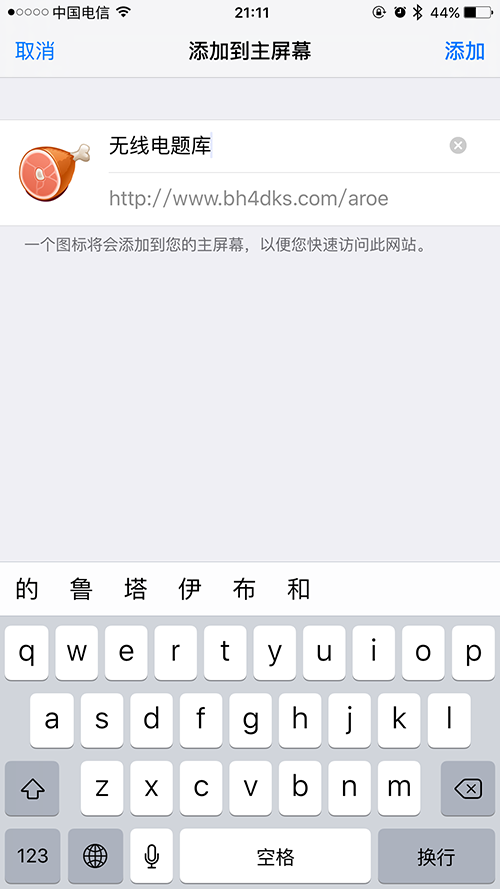 中国电信 21:11 44%
取消 添加到主屏幕 添加
无线电题库
http://www.bh4dks.com/aroe
一个图标将会添加到您的主屏幕，以便您快速访问此网站。
的 鲁 塔 伊 布 和
q w e r t y u i o p
a s d f g h j k l
z x c v b n m
123 空格 换行